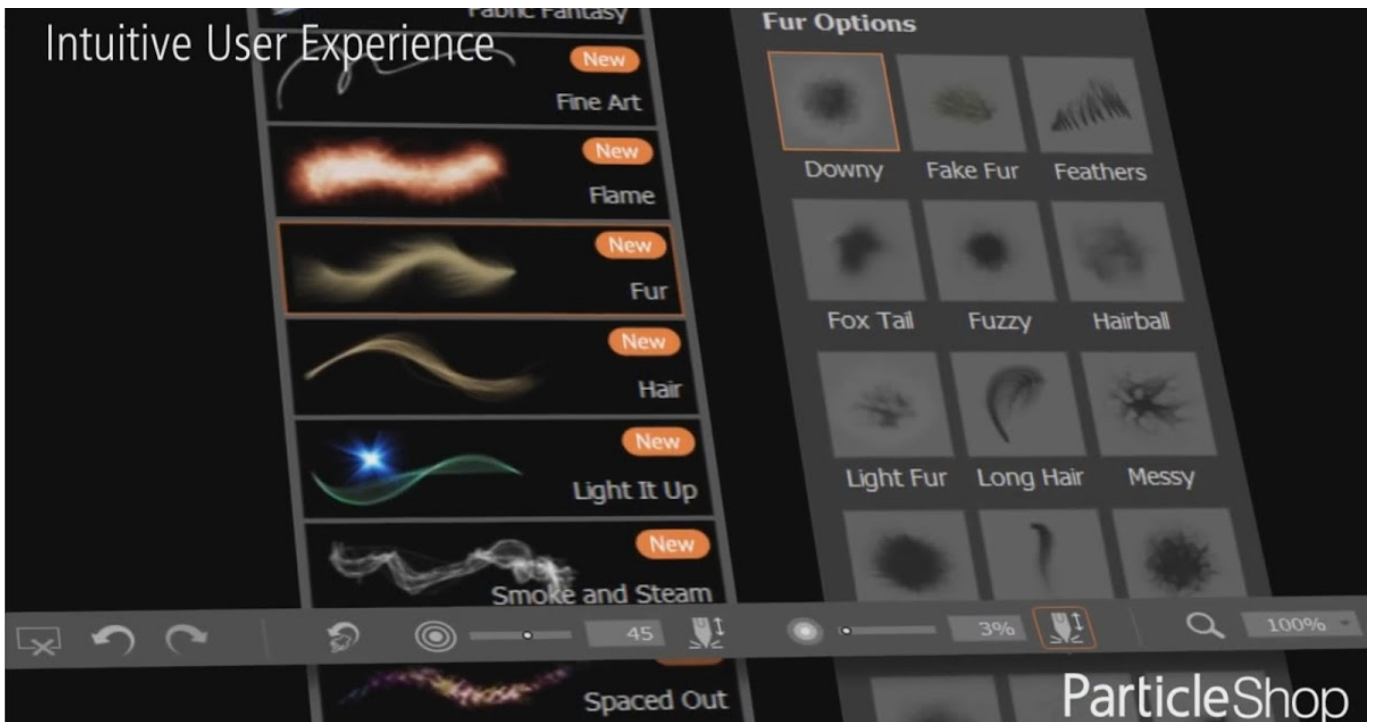 Fabric Fantasy
Intuitive User Experience
New
Fine Art
New
Flame
New
Fur
New
Hair
New
Light It Up
New
Smoke and Steam
Spaced Out
Fur Options
Downy
Fake Fur
Feathers
Fox Tail
Fuzzy
Hairball
Light Fur
Long Hair
Messy
45
3%
100%
ParticleShop